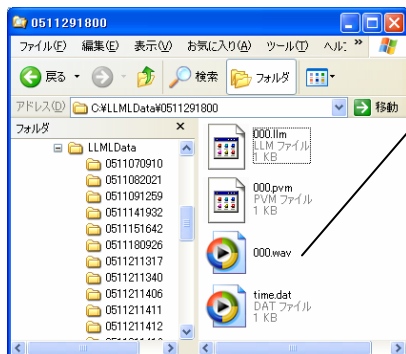 0511291800
ファイル(F) 編集(E) 表示(V) お気に入り(A) ツール(T) ヘル: »
戻る 検索 フォルダ
アドレス(D) C:¥LLMLData¥0511291800 移動
フォルダ ×
LLMLData
0511070910
0511082021
0511091259
0511141932
0511151642
0511180926
0511211317
0511211340
0511211406
0511211411
0511211412
000.llm
LLM ファイル
1 KB
000.pvm
PVM ファイル
1 KB
000.wav
time.dat
DAT ファイル
1 KB